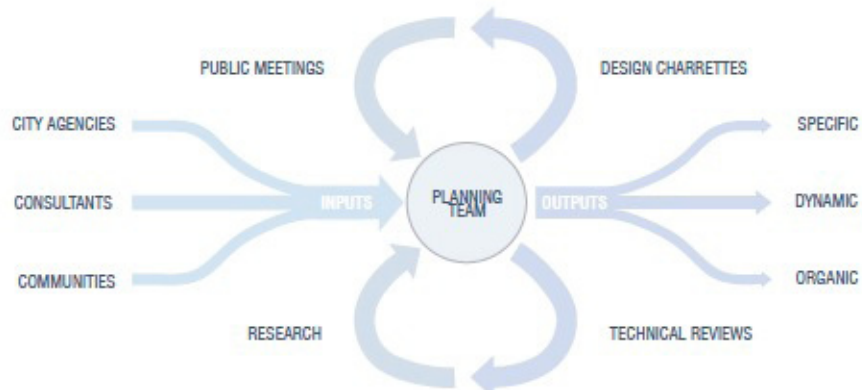 PUBLIC MEETINGS
DESIGN CHARRETTES
CITY AGENCIES
SPECIFIC
CONSULTANTS
INPUTS
PLANNING
TEAM
OUTPUTS
DYNAMIC
COMMUNITIES
ORGANIC
RESEARCH
TECHNICAL REVIEWS